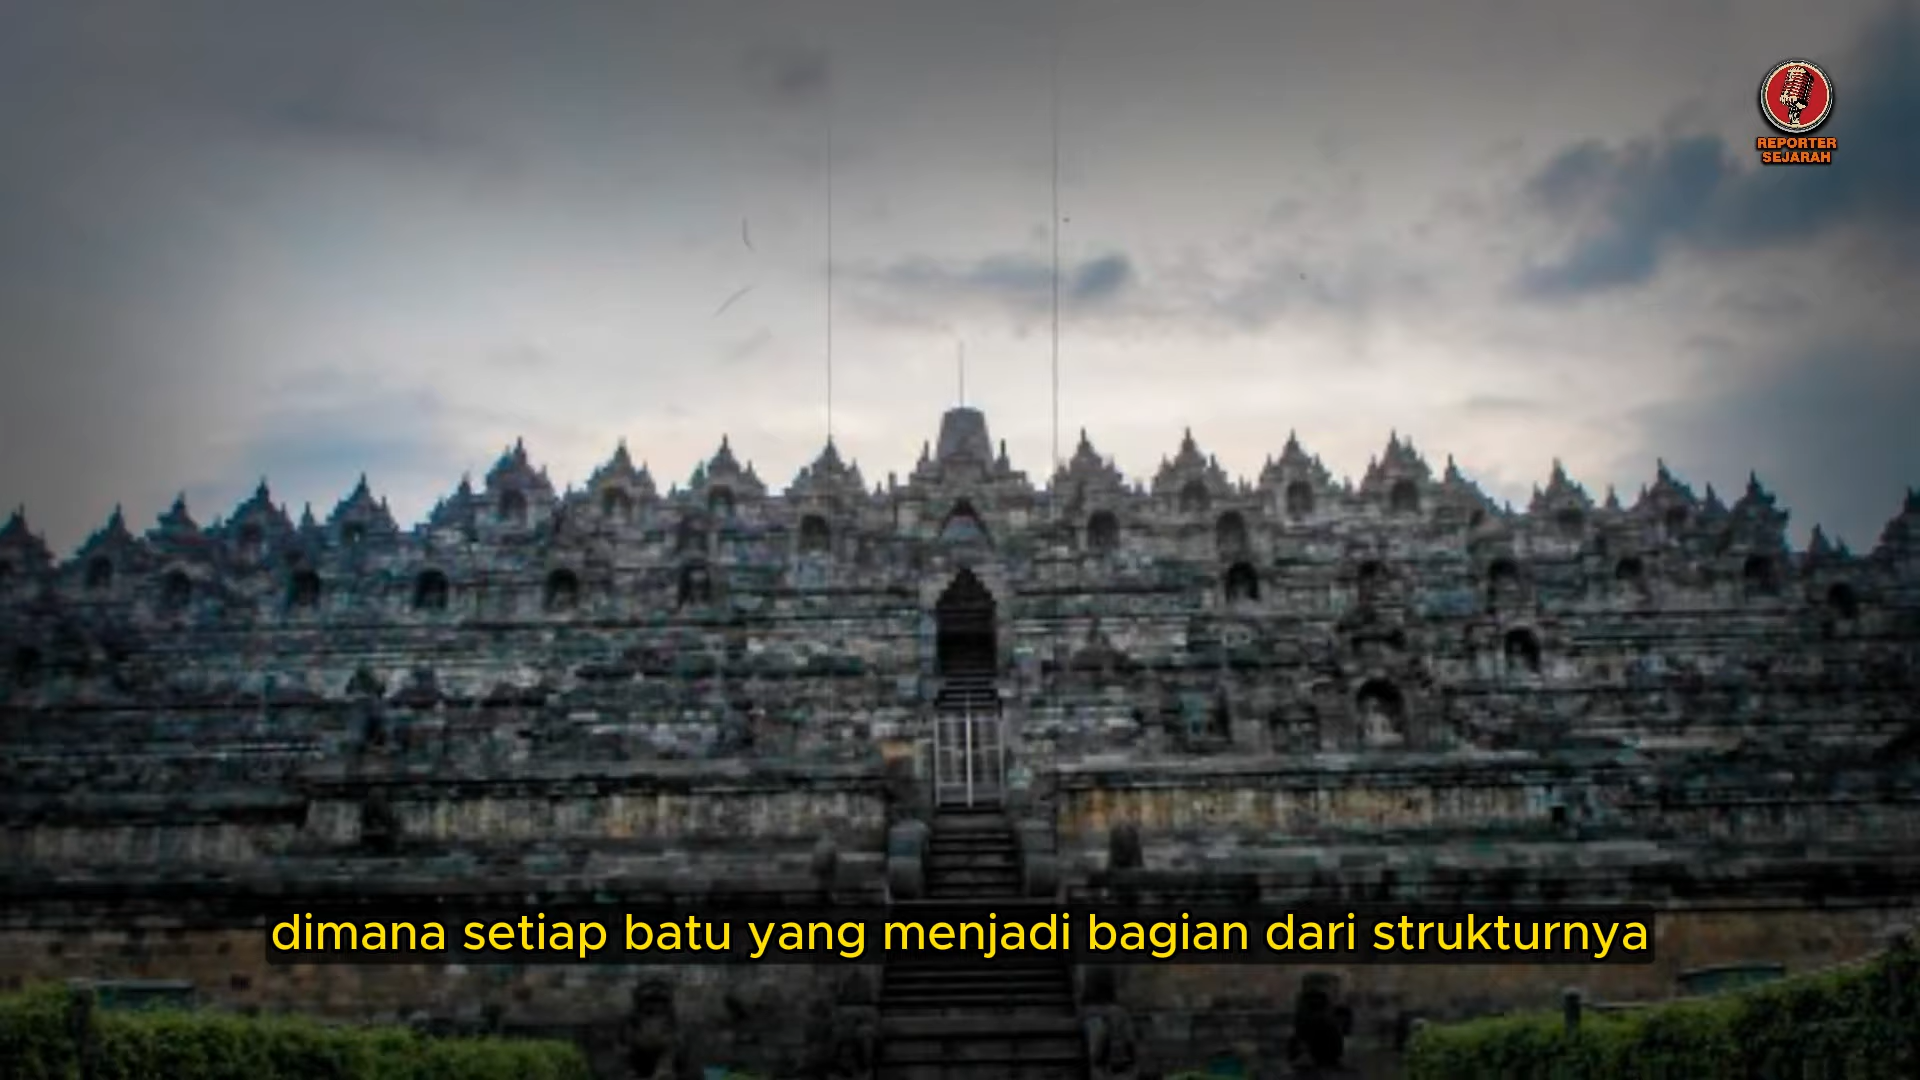 REPORTER
SEJARAH
dimana setiap batu yang menjadi bagian dari strukturnya